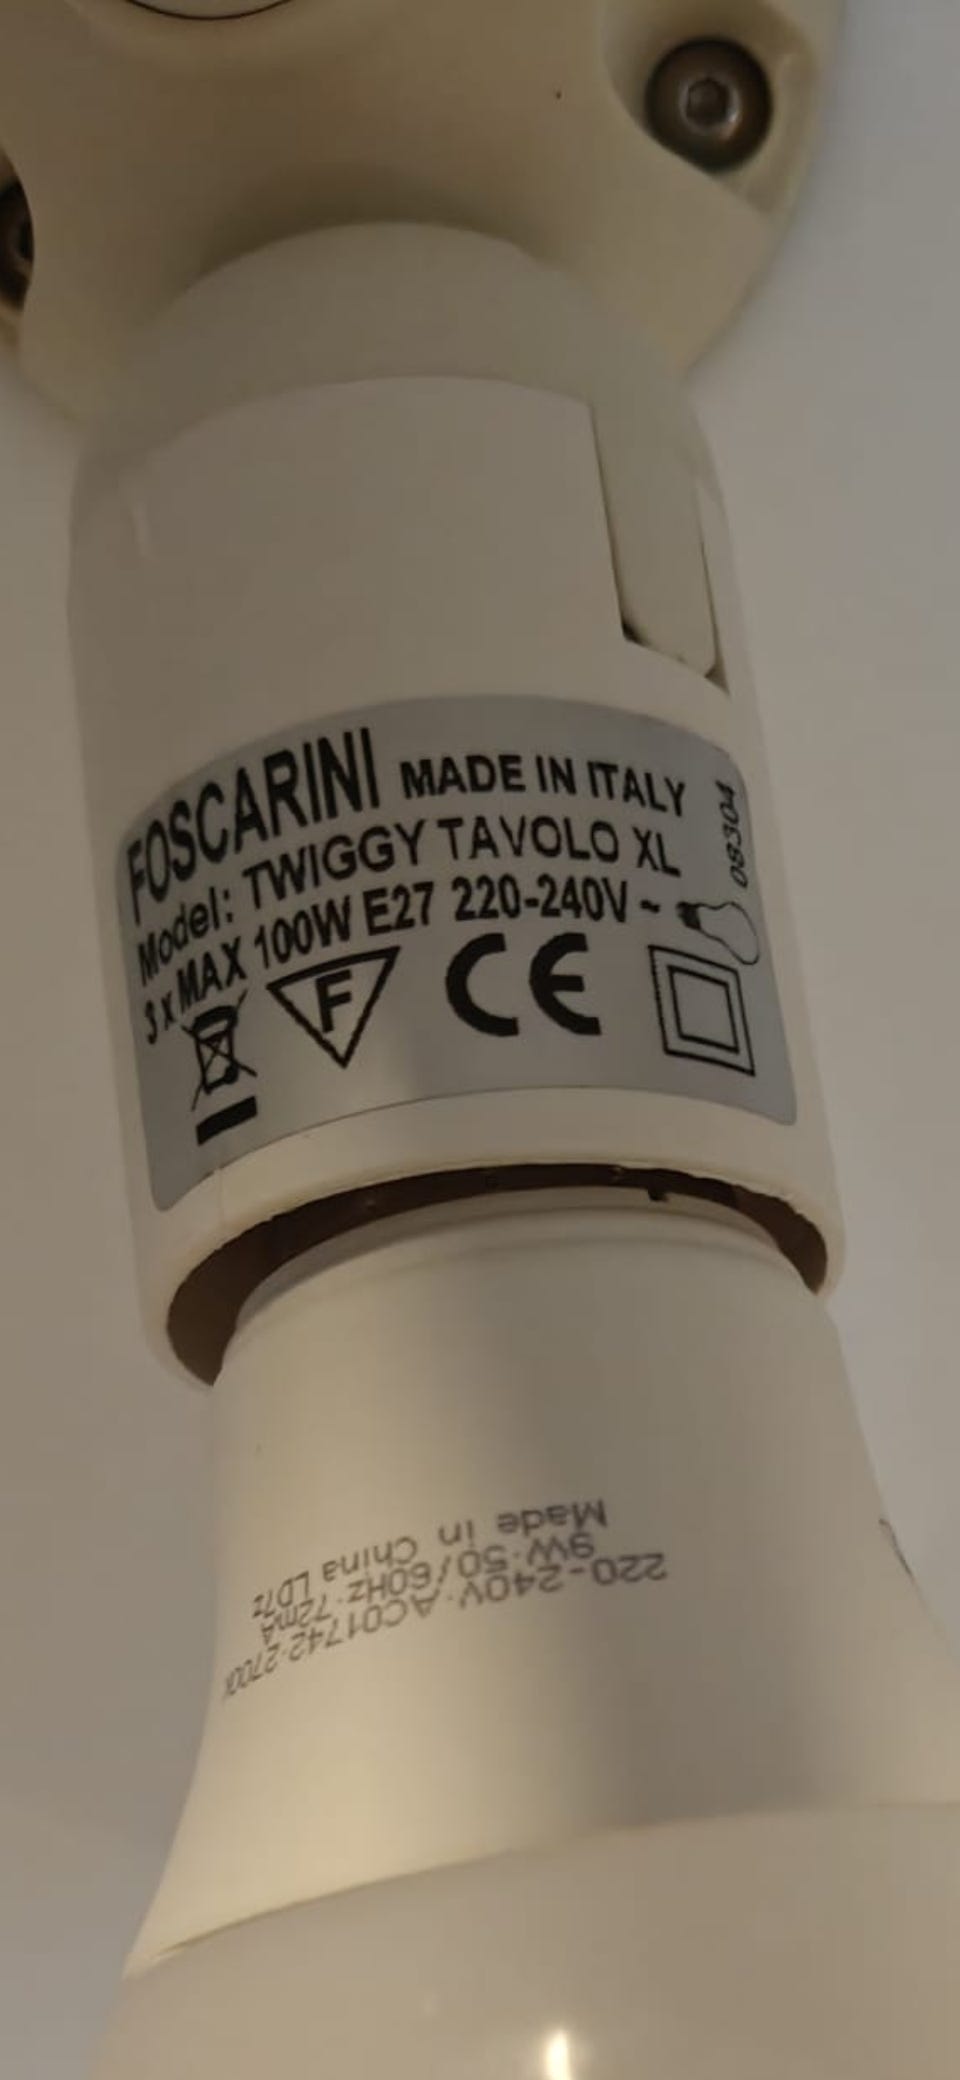 FOSCARINI MADE IN ITALY
Model: TWIGGY TAVOLO XL
3 x MAX 100W E27 220-240V ~
08304
F
CE
220-240V·AC01742·2700K
9W·50/60Hz·72mA
Made in China LD7z